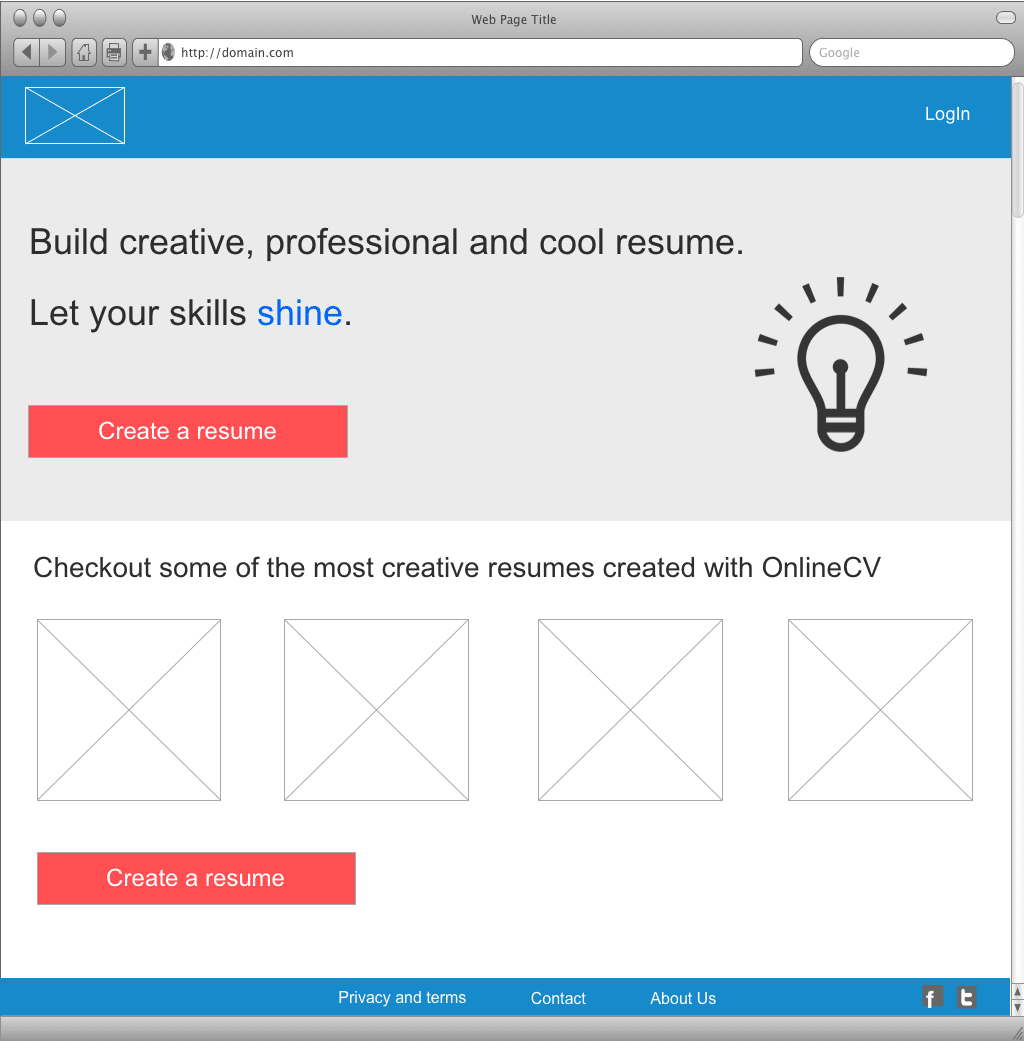 Web Page Title
http://domain.com
Google
LogIn
Build creative, professional and cool resume.
Let your skills shine.
Create a resume
Checkout some of the most creative resumes created with OnlineCV
Create a resume
Privacy and terms
Contact
About Us
f
t